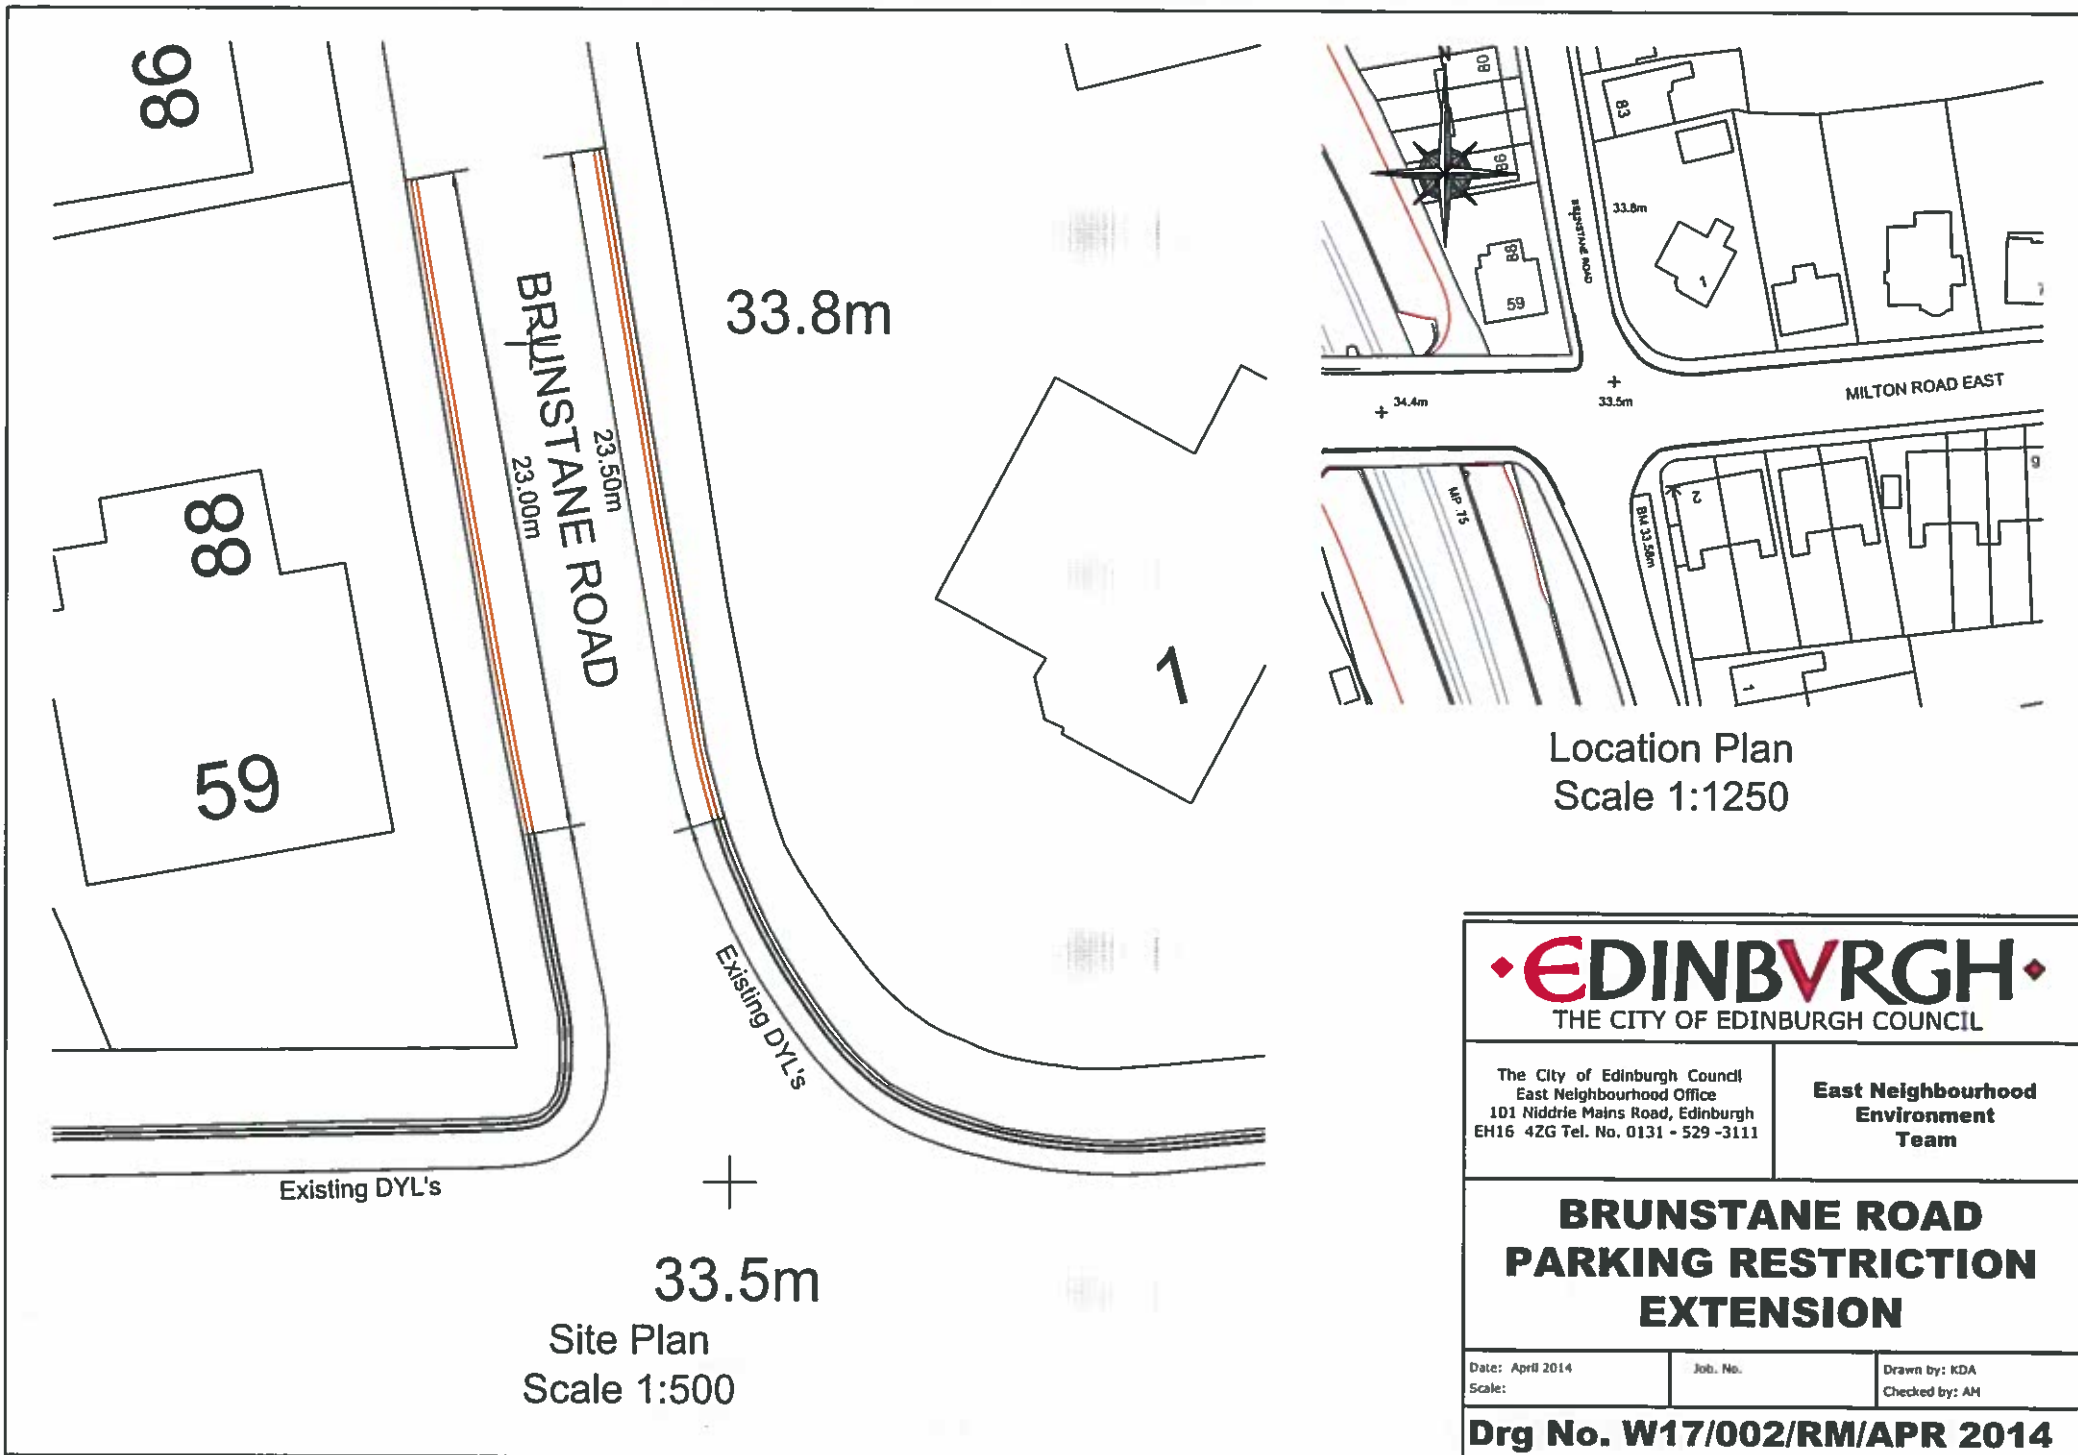 86
BRUNSTANE ROAD
33.8m
23.50m
23.00m
88
59
1
Existing DYL's
Existing DYL's
33.5m
Site Plan
Scale 1:500
N
80
83
86
33.8m
BRUNSTANE ROAD
88
59
1
7
MILTON ROAD EAST
34.4m
33.5m
MP .75
BM 33.58m
2
9
1
Location Plan
Scale 1:1250
EDINBVRGH
THE CITY OF EDINBURGH COUNCIL
The City of Edinburgh Council
East Neighbourhood Office
101 Niddrie Mains Road, Edinburgh
EH16 4ZG Tel. No. 0131 - 529 -3111
East Neighbourhood
Environment
Team
BRUNSTANE ROAD
PARKING RESTRICTION
EXTENSION
Date: April 2014
Scale:
Job. No.
Drawn by: KDA
Checked by: AM
Drg No. W17/002/RM/APR 2014